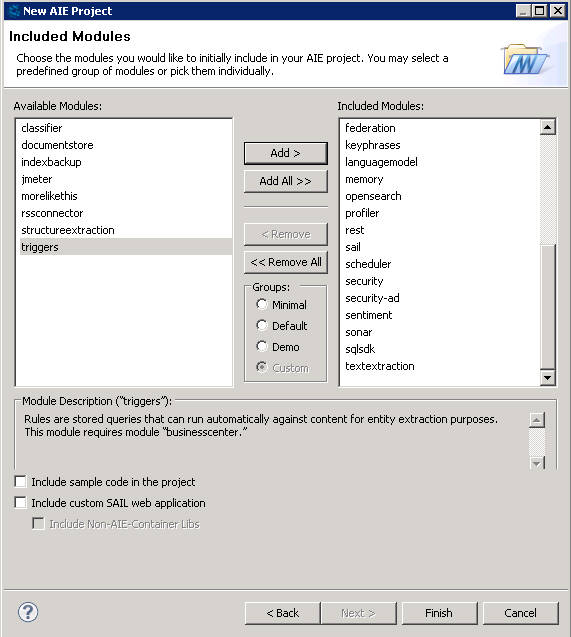 New AIE Project
Included Modules
Choose the modules you would like to initially include in your AIE project. You may select a
predefined group of modules or pick them individually.
Available Modules:
Included Modules:
classifier
documentstore
indexbackup
jmeter
morelikethis
rssconnector
structureextraction
triggers
Add >
Add All >>
< Remove
<< Remove All
Groups:
Minimal
Default
Demo
Custom
federation
keyphrases
languagemodel
memory
opensearch
profiler
rest
sail
scheduler
security
security-ad
sentiment
sonar
sqlsdk
textextraction
Module Description ("triggers"):
Rules are stored queries that can run automatically against content for entity extraction purposes.
This module requires module "businesscenter."
Include sample code in the project
Include custom SAIL web application
Include Non-AIE-Container Libs
?
< Back
Next >
Finish
Cancel